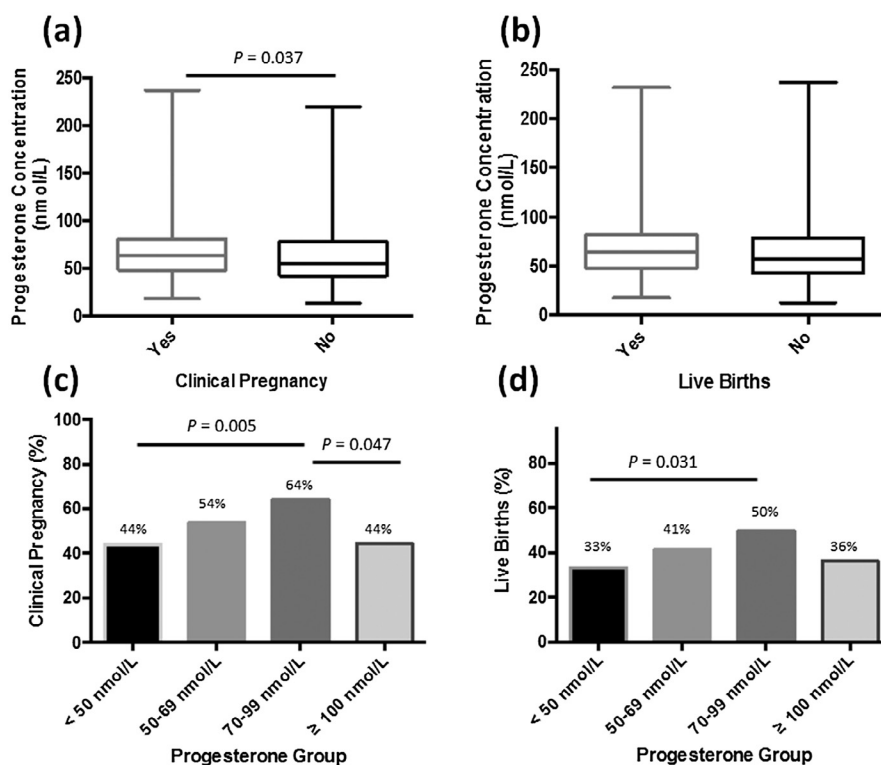 (a)
P = 0.037
Progesterone Concentration
(nmol/L)
250
200
150
100
50
0
Yes
No
Clinical Pregnancy
(b)
Progesterone Concentration
(nmol/L)
250
200
150
100
50
0
Yes
No
Live Births
(c)
Clinical Pregnancy (%)
100
80
60
40
20
0
P = 0.005
P = 0.047
44%
54%
64%
44%
< 50 nmol/L
50-69 nmol/L
70-99 nmol/L
≥ 100 nmol/L
Progesterone Group
(d)
Live Births (%)
80
60
40
20
0
P = 0.031
33%
41%
50%
36%
< 50 nmol/L
50-69 nmol/L
70-99 nmol/L
≥ 100 nmol/L
Progesterone Group